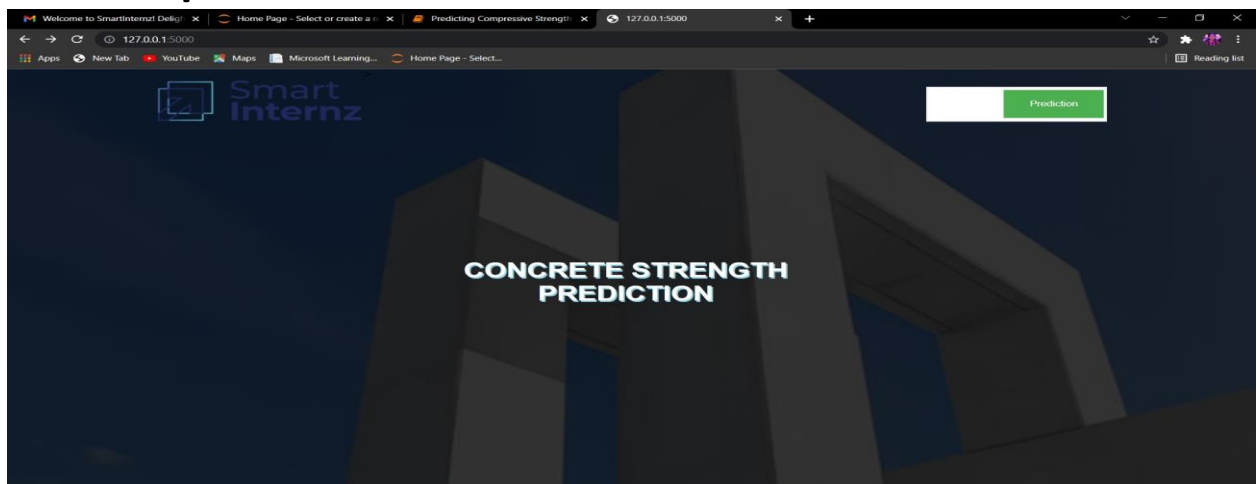 Welcome to SmartInternz! Deligh
Home Page - Select or create a n
Predicting Compressive Strength
127.0.0.1:5000
127.0.0.1:5000
Apps
New Tab
YouTube
Maps
Microsoft Learning...
Home Page - Select...
Reading list
Smart
Internz
Prediction
CONCRETE STRENGTH
PREDICTION